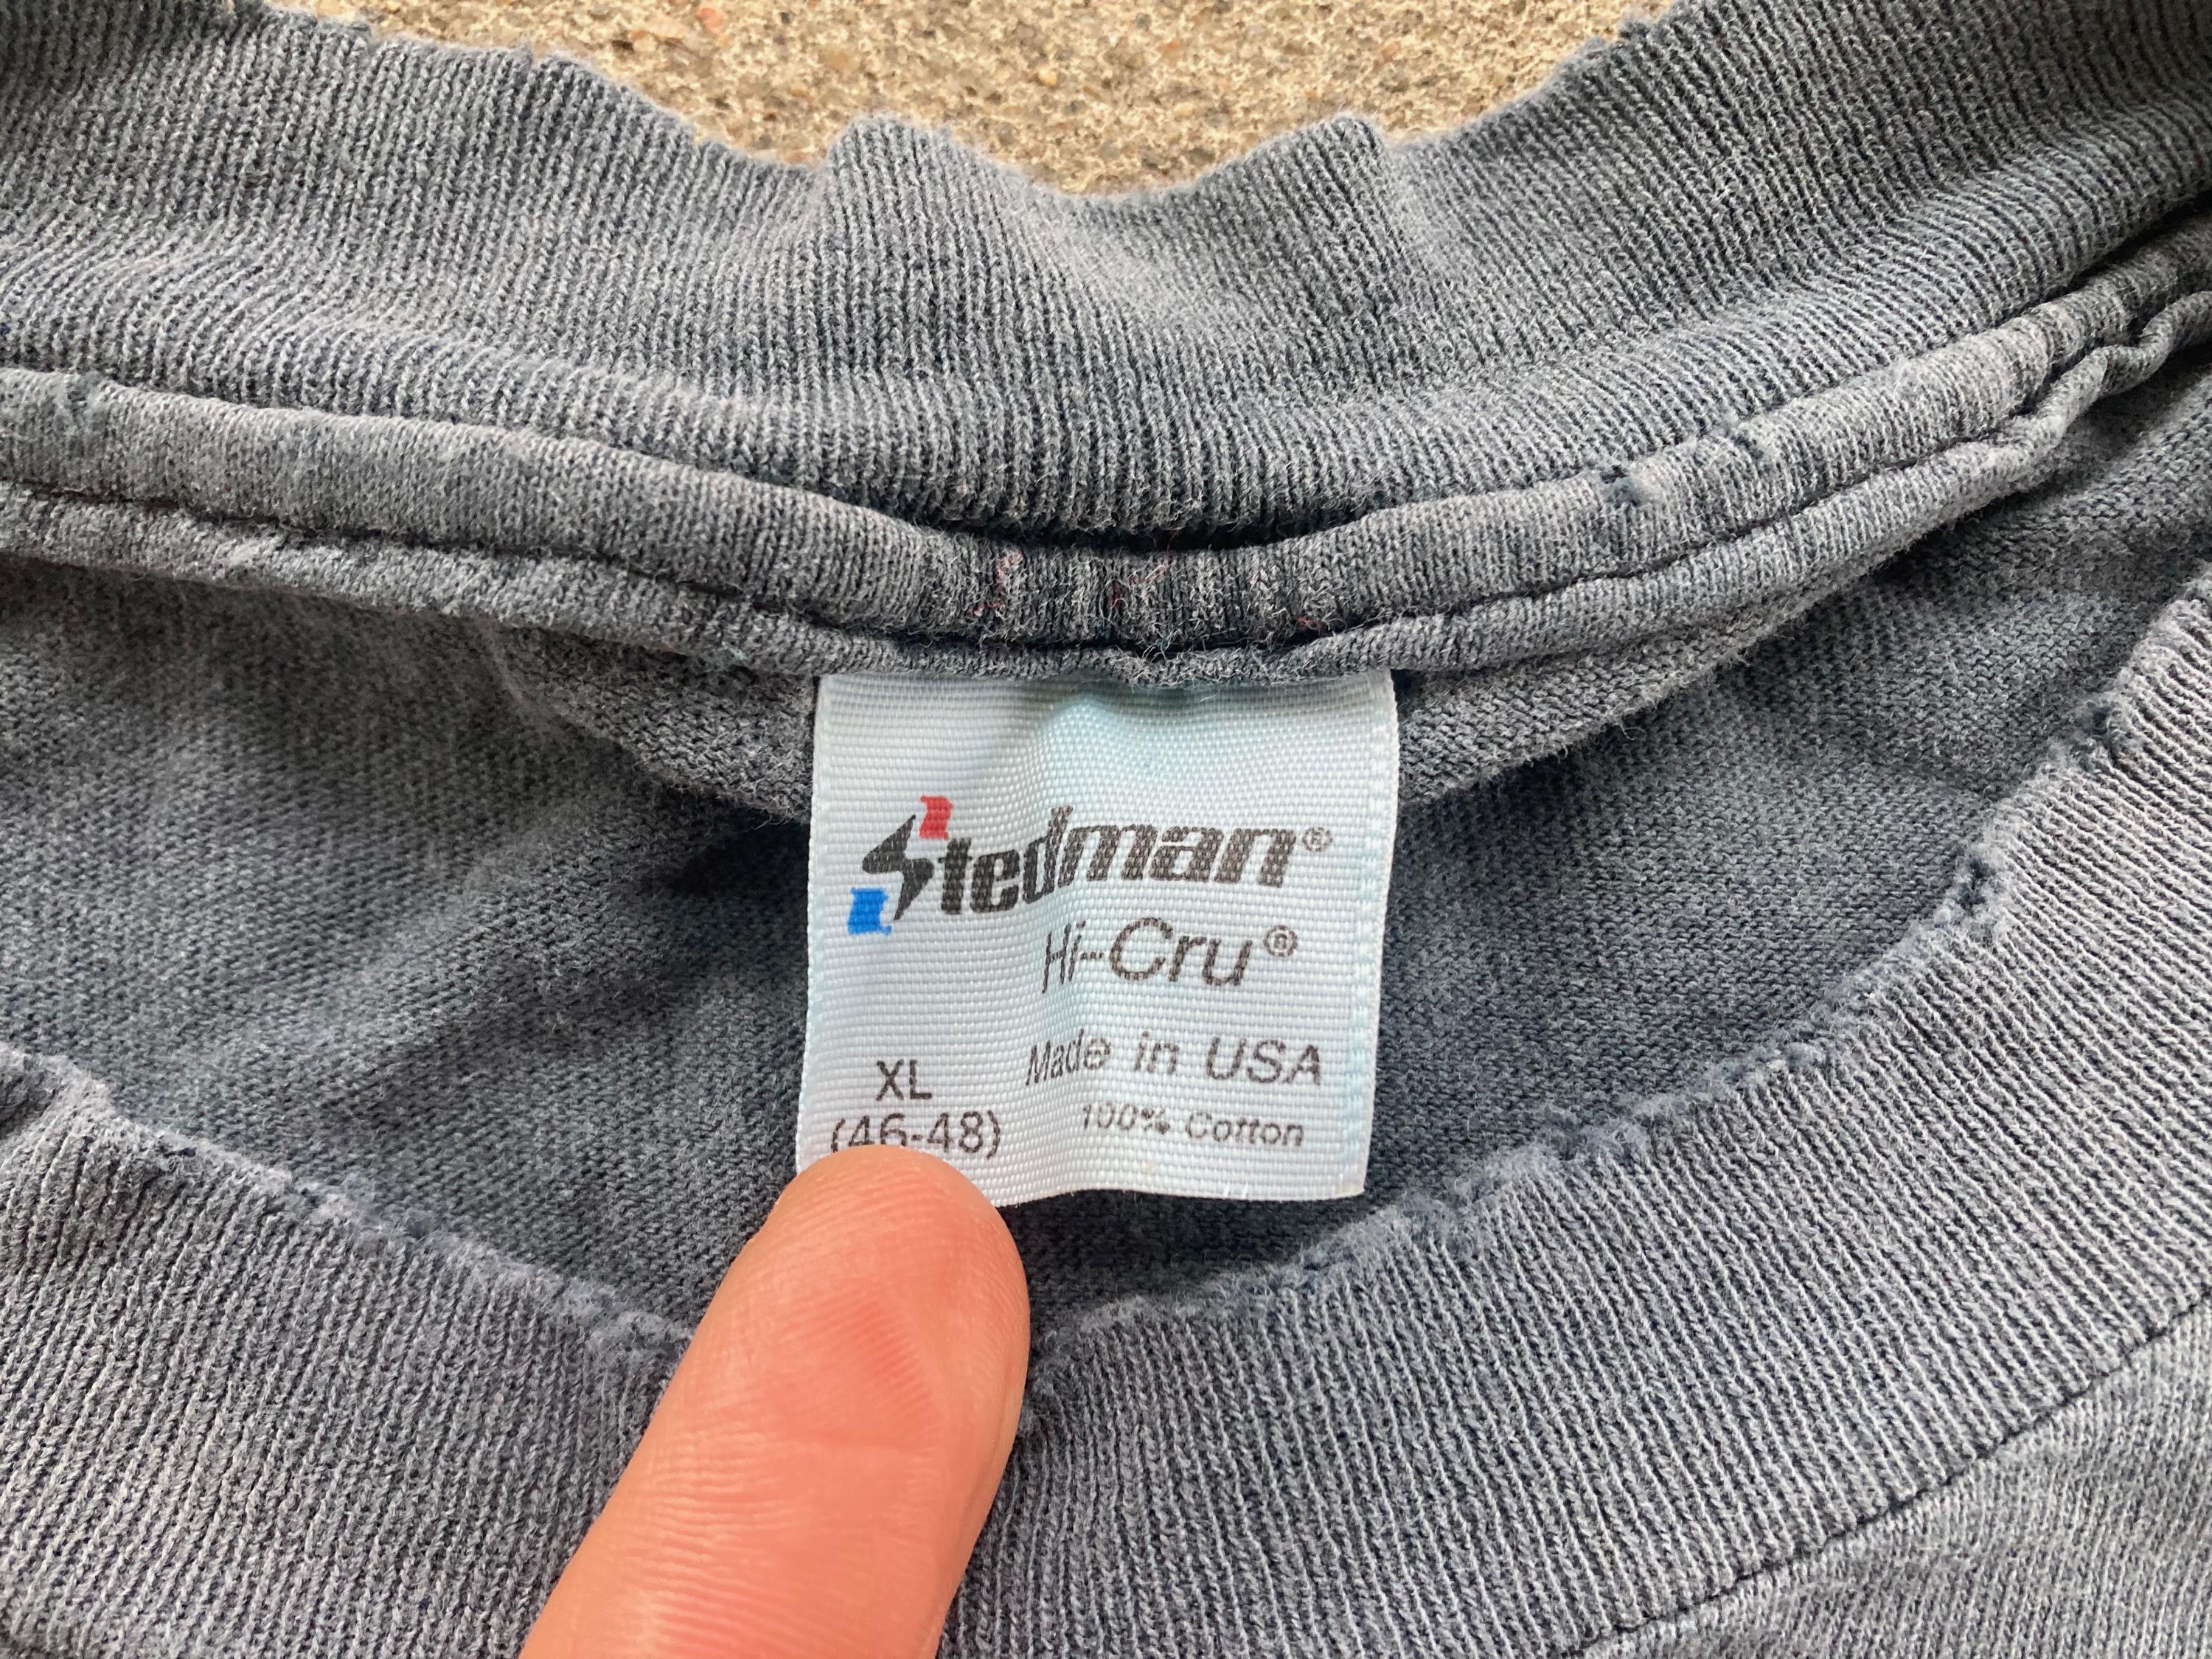 Stedman®
Hi-Cru®
Made in USA
XL
(46-48)
100% Cotton